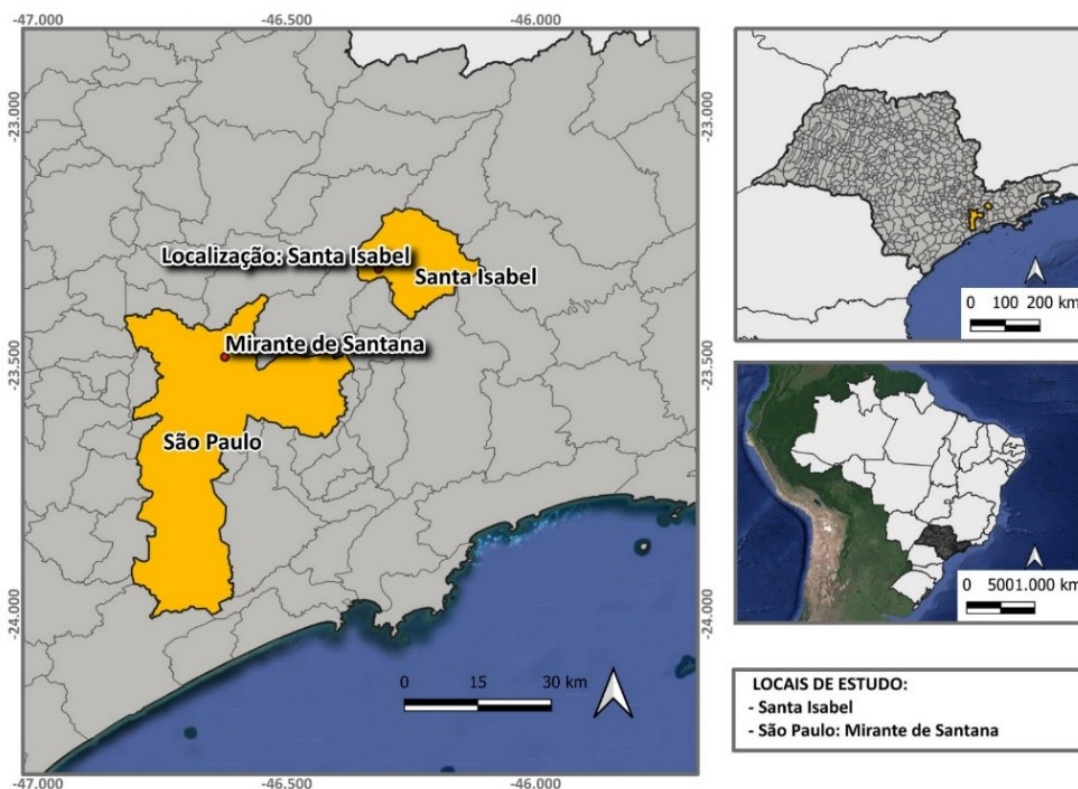 -47.000
-46.500
-46.000
-23.000
-23.000
Localização: Santa Isabel
Santa Isabel
Mirante de Santana
-23.500
-23.500
São Paulo
-24.000
-24.000
0 15 30 km
-47.000
-46.500
-46.000
0 100 200 km
0 5001.000 km
LOCAIS DE ESTUDO:
- Santa Isabel
- São Paulo: Mirante de Santana